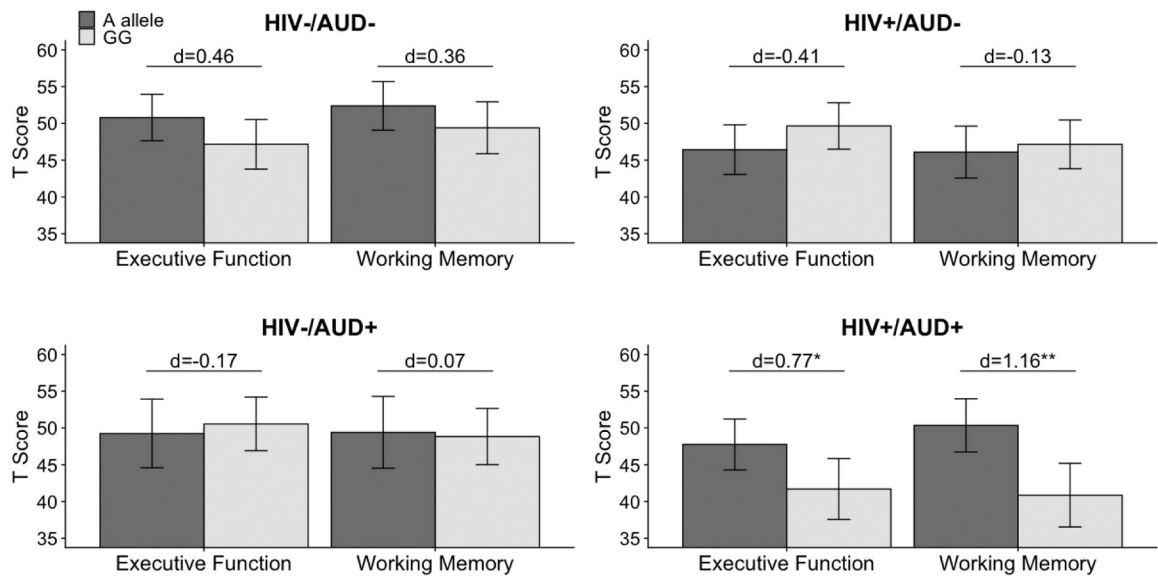 A allele
GG
HIV-/AUD-
60
55
50
45
40
35
T Score
d=0.46
d=0.36
Executive Function
Working Memory
HIV+/AUD-
60
55
50
45
40
35
T Score
d=-0.41
d=-0.13
Executive Function
Working Memory
HIV-/AUD+
60
55
50
45
40
35
T Score
d=-0.17
d=0.07
Executive Function
Working Memory
HIV+/AUD+
60
55
50
45
40
35
T Score
d=0.77*
d=1.16**
Executive Function
Working Memory